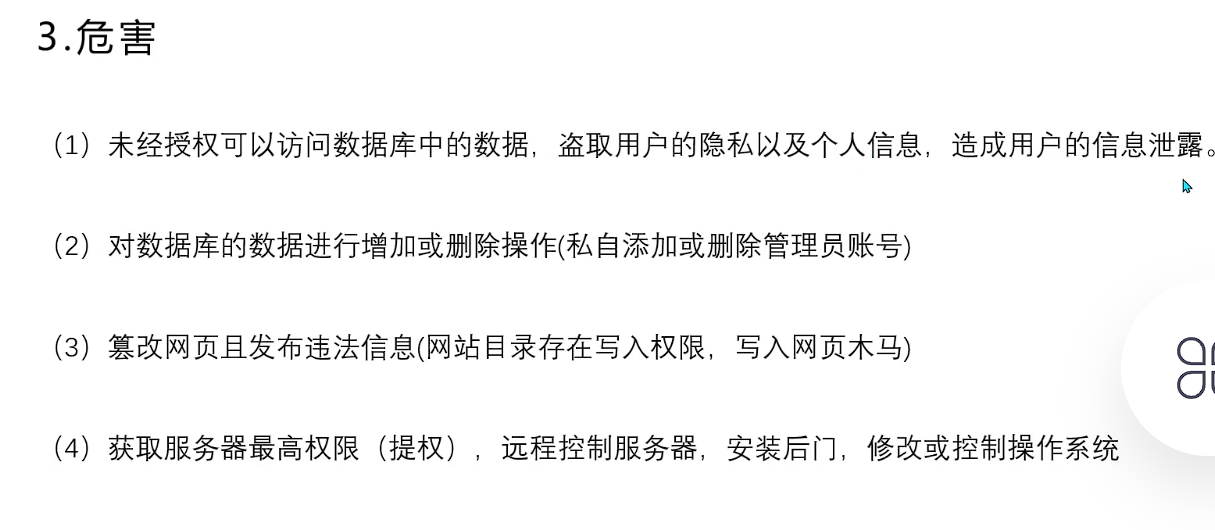 3.危害
（1）未经授权可以访问数据库中的数据，盗取用户的隐私以及个人信息，造成用户的信息泄露。
（2）对数据库的数据进行增加或删除操作(私自添加或删除管理员账号)
（3）篡改网页且发布违法信息(网站目录存在写入权限，写入网页木马)
（4）获取服务器最高权限（提权），远程控制服务器，安装后门，修改或控制操作系统